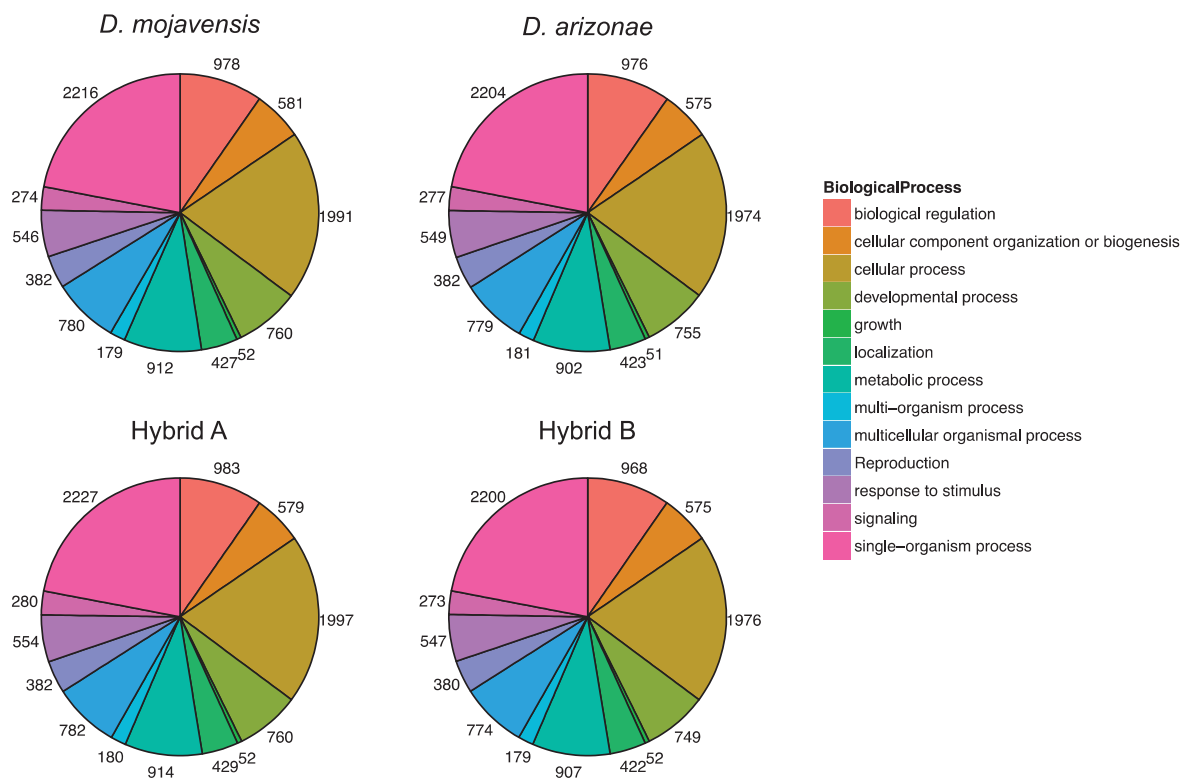 D. mojavensis
978
581
1991
760
52
427
912
179
780
382
546
274
2216
D. arizonae
976
575
1974
755
51
423
902
181
779
382
549
277
2204
Hybrid A
983
579
1997
760
52
429
914
180
782
382
554
280
2227
Hybrid B
968
575
1976
749
52
422
907
179
774
380
547
273
2200
BiologicalProcess
biological regulation
cellular component organization or biogenesis
cellular process
developmental process
growth
localization
metabolic process
multi−organism process
multicellular organismal process
Reproduction
response to stimulus
signaling
single−organism process